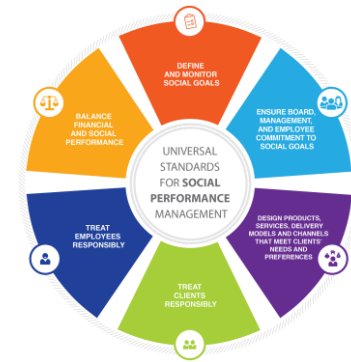 DEFINE
AND MONITOR
SOCIAL GOALS
ENSURE BOARD,
MANAGEMENT,
AND EMPLOYEE
COMMITMENT TO
SOCIAL GOALS
DESIGN PRODUCTS,
SERVICES, DELIVERY
MODELS AND CHANNELS
THAT MEET CLIENTS'
NEEDS AND
PREFERENCES
TREAT
CLIENTS
RESPONSIBLY
TREAT
EMPLOYEES
RESPONSIBLY
BALANCE
FINANCIAL
AND SOCIAL
PERFORMANCE
UNIVERSAL
STANDARDS
FOR SOCIAL
PERFORMANCE
MANAGEMENT